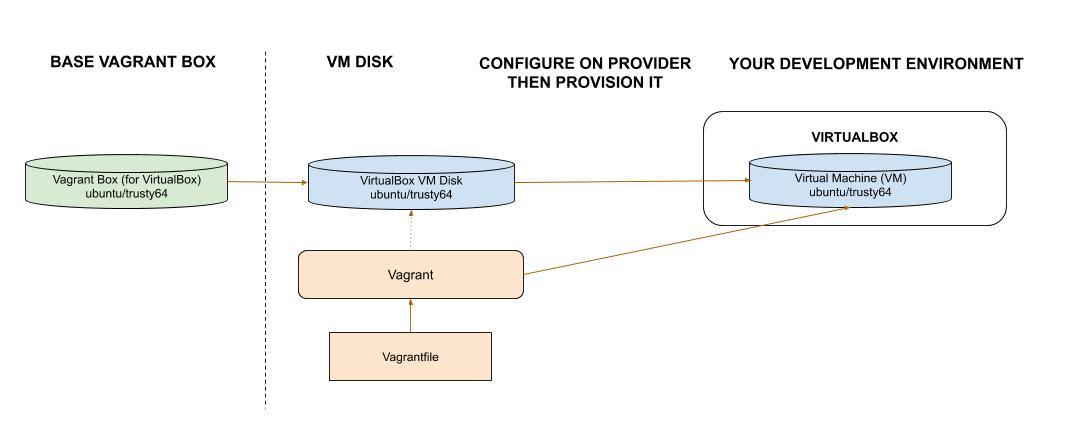 BASE VAGRANT BOX
VM DISK
CONFIGURE ON PROVIDER
THEN PROVISION IT
YOUR DEVELOPMENT ENVIRONMENT
VIRTUALBOX
Vagrant Box (for VirtualBox)
ubuntu/trusty64
VirtualBox VM Disk
ubuntu/trusty64
Virtual Machine (VM)
ubuntu/trusty64
Vagrant
Vagrantfile